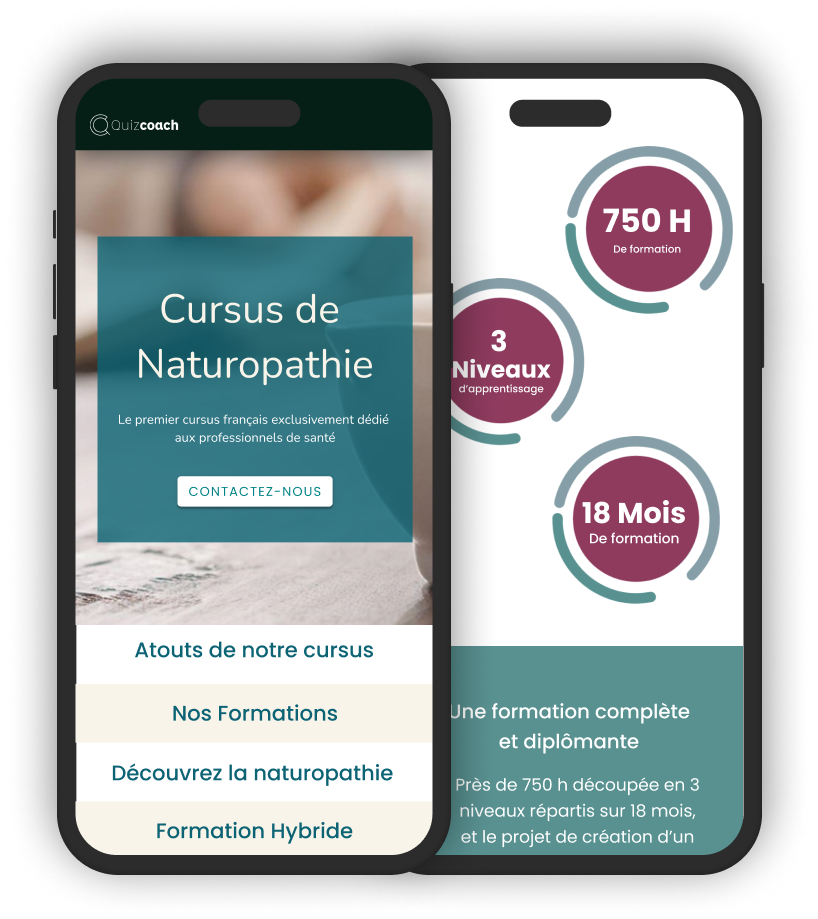 Quizcoach
Cursus de
Naturopathie
Le premier cursus français exclusivement dédié
aux professionnels de santé
CONTACTEZ-NOUS
Atouts de notre cursus
Nos Formations
Découvrez la naturopathie
Formation Hybride
750 H
De formation
3
Niveaux
d'apprentissage
18 Mois
De formation
Une formation complète
et diplômante
Près de 750 h découpée en 3
niveaux répartis sur 18 mois,
et le projet de création d'un